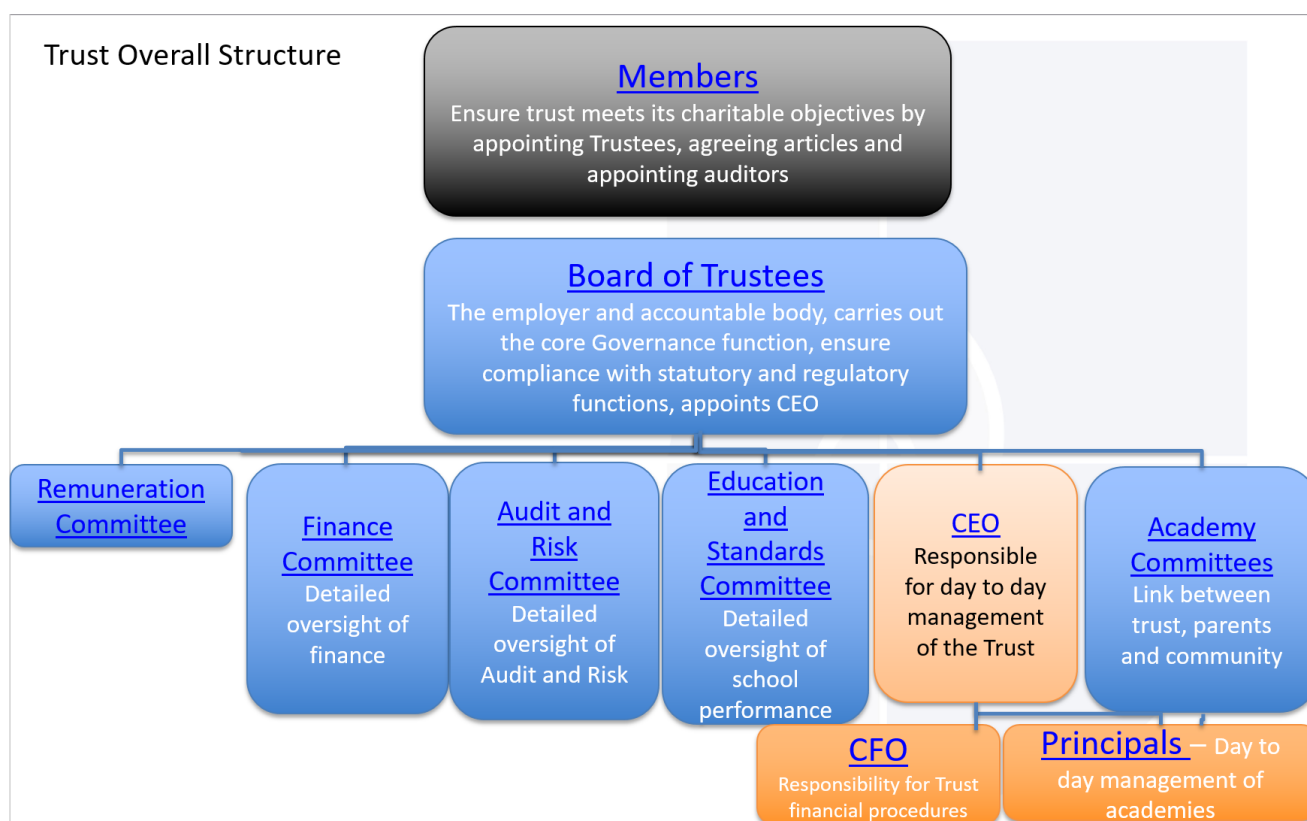 Trust Overall Structure
Members
Ensure trust meets its charitable objectives by
appointing Trustees, agreeing articles and
appointing auditors
Board of Trustees
The employer and accountable body, carries out
the core Governance function, ensure
compliance with statutory and regulatory
functions, appoints CEO
Remuneration
Committee
Finance
Committee
Detailed
oversight of
finance
Audit and
Risk
Committee
Detailed
oversight of
Audit and Risk
Education
and
Standards
Committee
Detailed
oversight of
school
performance
CEO
Responsible
for day to day
management
of the Trust
Academy
Committees
Link between
trust, parents
and community
CFO
Responsibility for Trust
financial procedures
Principals – Day to
day management of
academies